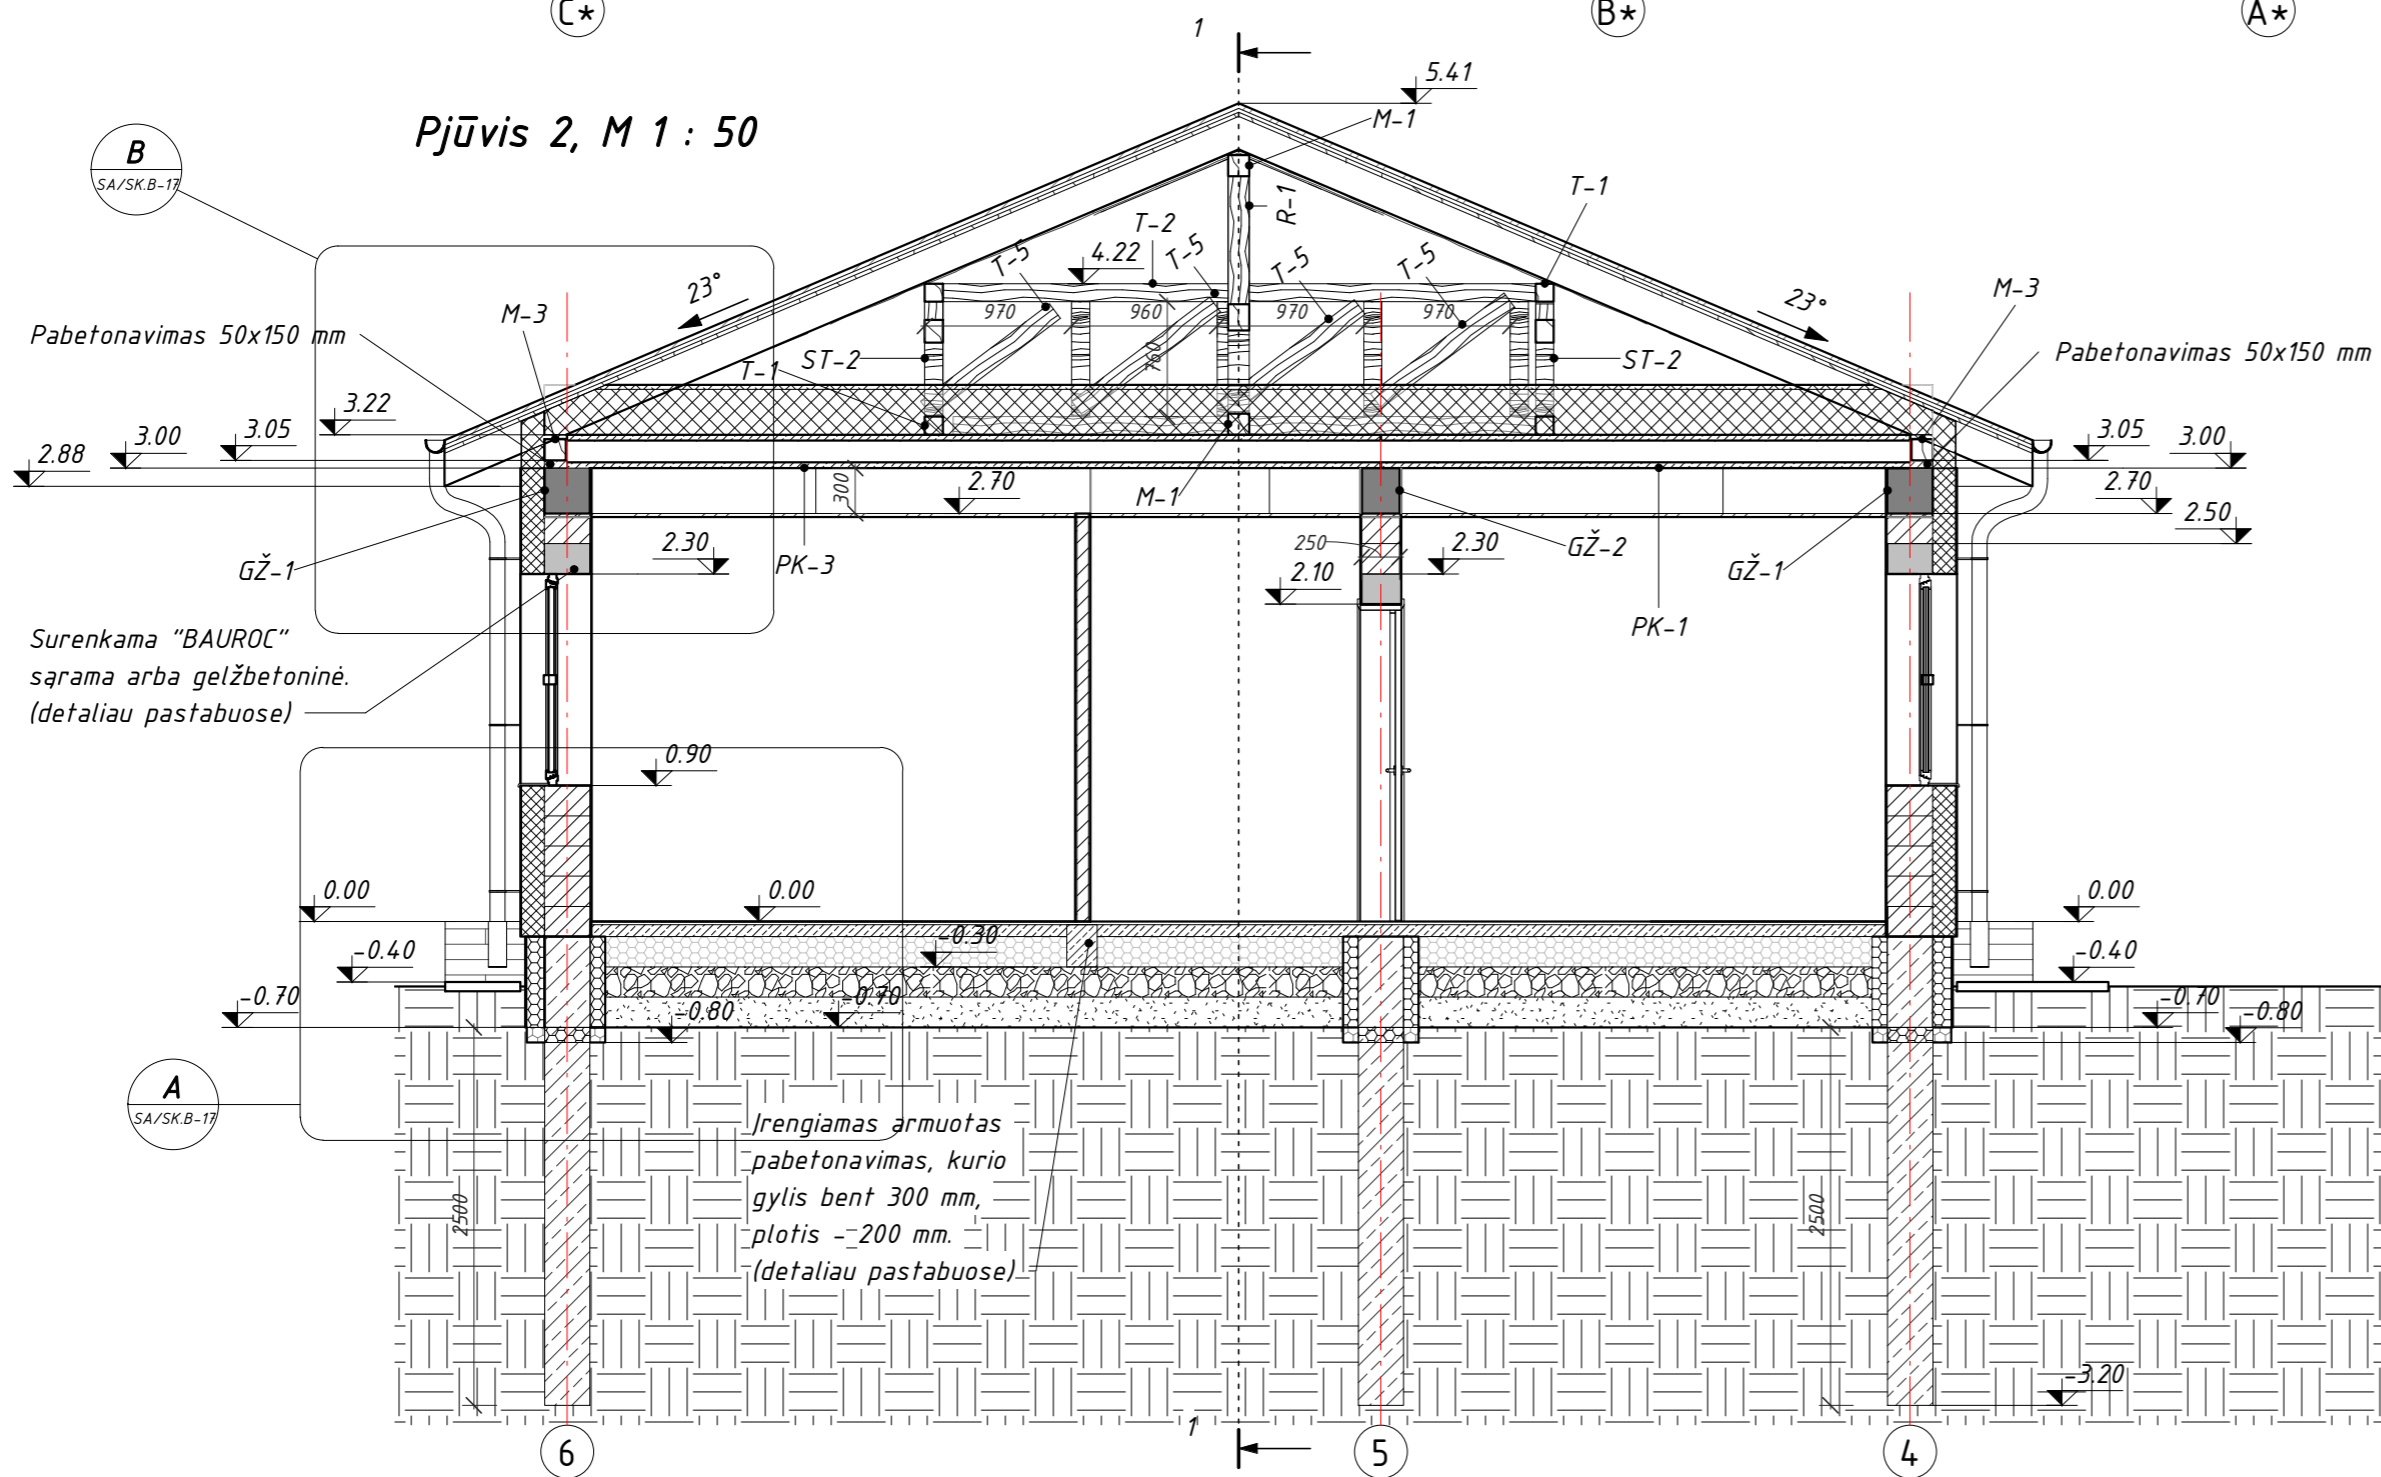 C*
B*
A*
1
5.41
Pjūvis 2, M 1 : 50
M-1
B
SA/SK.B-17
T-1
R-1
T-2
4.22
T-5
T-5
T-5
T-5
23°
23°
M-3
M-3
970
960
970
970
Pabetonavimas 50x150 mm
Pabetonavimas 50x150 mm
ST-2
ST-2
760
T-1
3.22
3.05
3.00
2.88
3.05
3.00
300
2.70
M-1
2.70
2.50
GŽ-1
2.30
PK-3
250
2.30
GŽ-2
GŽ-1
2.10
PK-1
Surenkama "BAUROC"
sąrama arba gelžbetoninė.
(detaliau pastabuose)
0.90
0.00
0.00
0.00
-0.40
-0.30
-0.40
-0.70
-0.80
-0.70
-0.70
-0.80
A
SA/SK.B-17
Įrengiamas armuotas
pabetonavimas, kurio
gylis bent 300 mm,
plotis - 200 mm.
(detaliau pastabuose)
2500
2500
-3.20
1
6
5
4